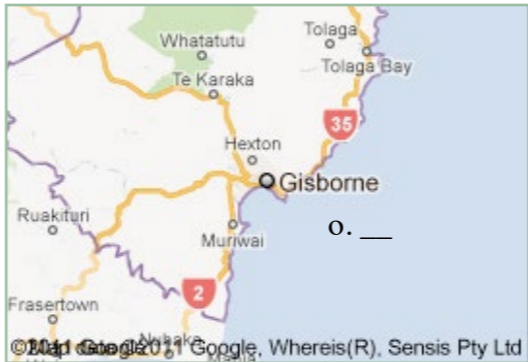 Tolaga
Whatatutu
Tolaga Bay
Te Karaka
35
Hexton
Gisborne
Ruakituri
o. __
Muriwai
2
Frasertown
Nuhaka
Google, Whereis(R), Sensis Pty Ltd